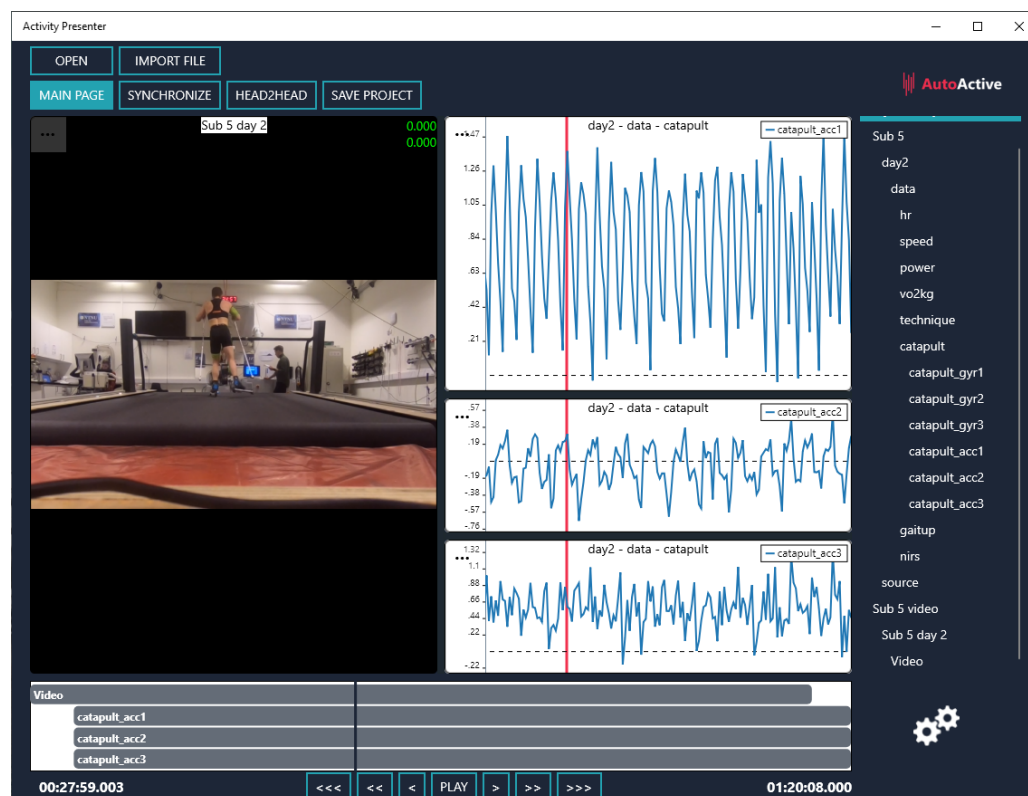 Activity Presenter
OPEN IMPORT FILE
MAIN PAGE SYNCHRONIZE HEAD2HEAD SAVE PROJECT
AutoActive
...
Sub 5 day 2
0.000
0.000
...
day2 - data - catapult
catapult_acc1
1.26
1.05
.84
.63
.42
.21
...
day2 - data - catapult
catapult_acc2
.57
.38
.19
-.19
-.38
-.57
-.76
...
day2 - data - catapult
catapult_acc3
1.32
1.1
.88
.66
.44
.22
-.22
Sub 5
day2
data
hr
speed
power
vo2kg
technique
catapult
catapult_gyr1
catapult_gyr2
catapult_gyr3
catapult_acc1
catapult_acc2
catapult_acc3
gaitup
nirs
source
Sub 5 video
Sub 5 day 2
Video
Video
catapult_acc1
catapult_acc2
catapult_acc3
00:27:59.003 <<< << < PLAY > >> >>> 01:20:08.000